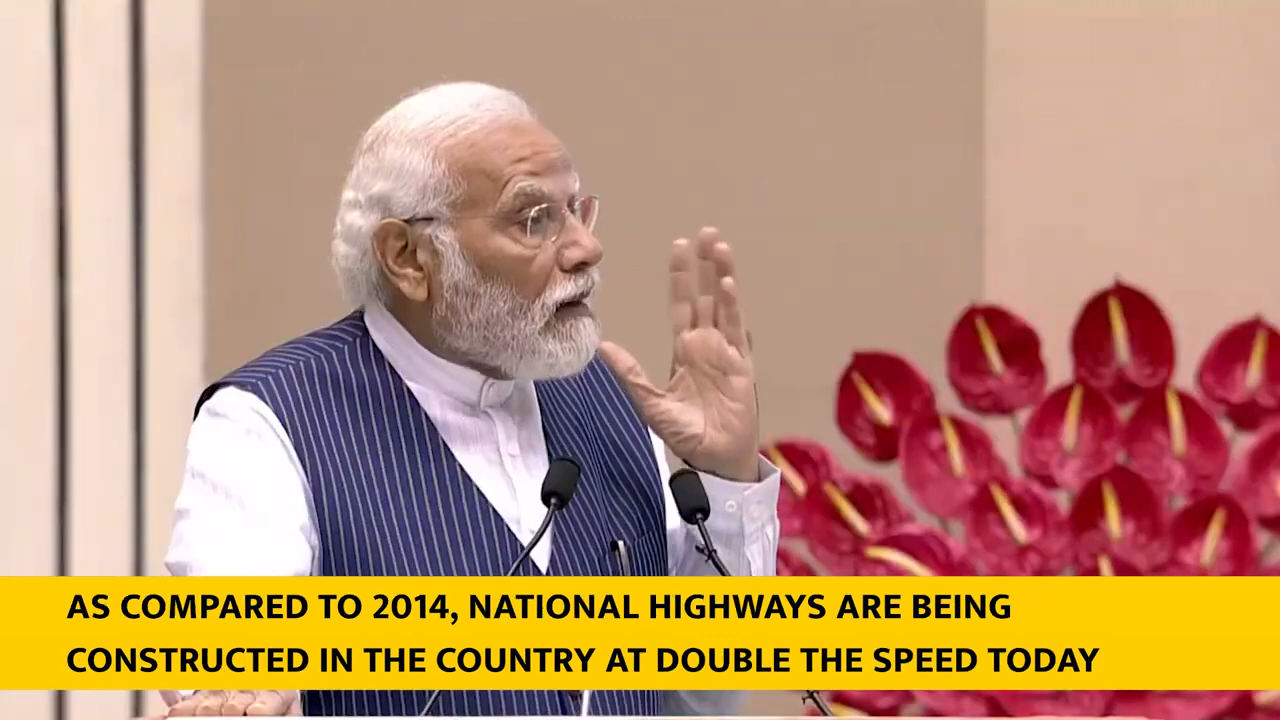 AS COMPARED TO 2014, NATIONAL HIGHWAYS ARE BEING
CONSTRUCTED IN THE COUNTRY AT DOUBLE THE SPEED TODAY